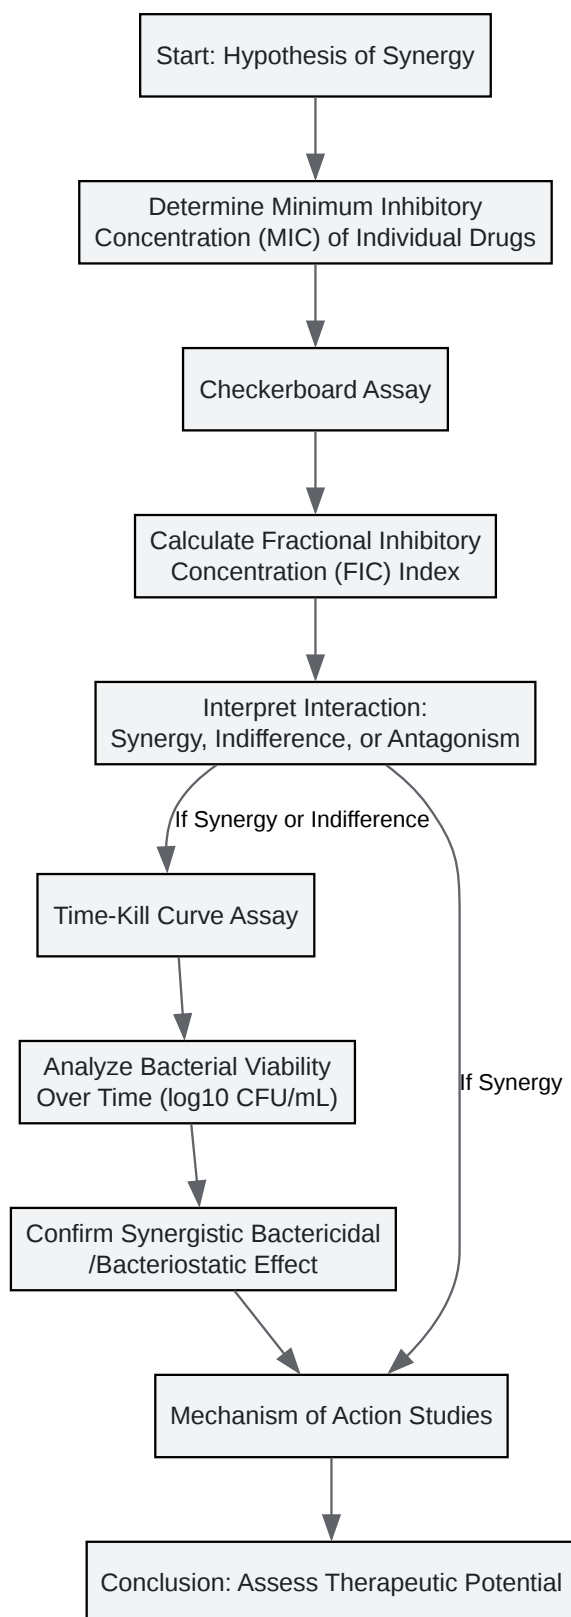 Start: Hypothesis of Synergy
Determine Minimum Inhibitory
Concentration (MIC) of Individual Drugs
Checkerboard Assay
Calculate Fractional Inhibitory
Concentration (FIC) Index
Interpret Interaction:
Synergy, Indifference, or Antagonism
If Synergy or Indifference
Time-Kill Curve Assay
Analyze Bacterial Viability
Over Time (log10 CFU/mL)
If Synergy
Confirm Synergistic Bactericidal
/Bacteriostatic Effect
Mechanism of Action Studies
Conclusion: Assess Therapeutic Potential